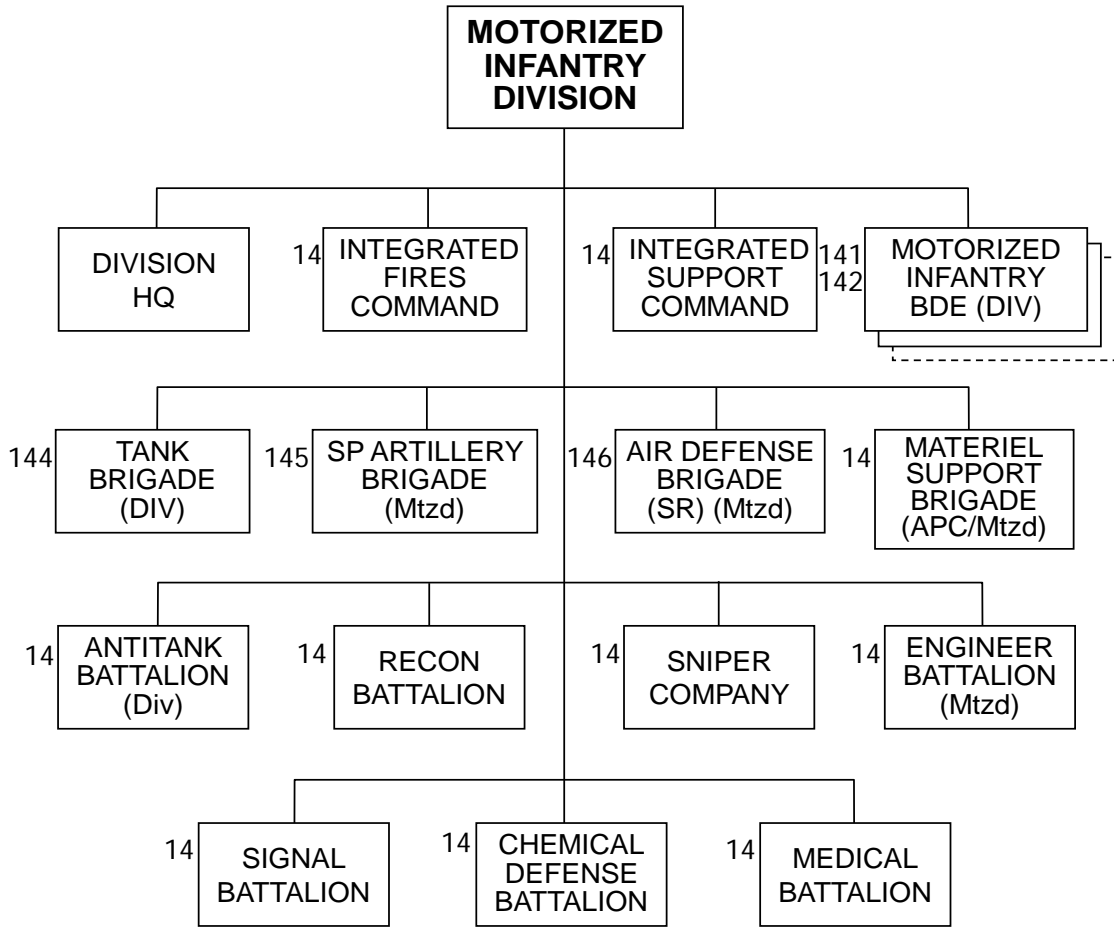 MOTORIZED
INFANTRY
DIVISION
DIVISION
HQ
14
INTEGRATED
FIRES
COMMAND
14
INTEGRATED
SUPPORT
COMMAND
141
142
MOTORIZED
INFANTRY
BDE (DIV)
144
TANK
BRIGADE
(DIV)
145
SP ARTILLERY
BRIGADE
(Mtzd)
146
AIR DEFENSE
BRIGADE
(SR) (Mtzd)
14
MATERIEL
SUPPORT
BRIGADE
(APC/Mtzd)
14
ANTITANK
BATTALION
(Div)
14
RECON
BATTALION
14
SNIPER
COMPANY
14
ENGINEER
BATTALION
(Mtzd)
14
SIGNAL
BATTALION
14
CHEMICAL
DEFENSE
BATTALION
14
MEDICAL
BATTALION